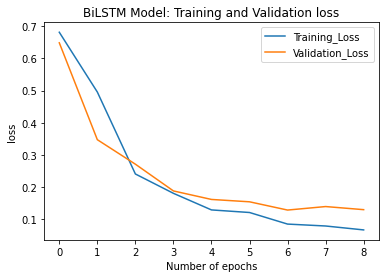 BiLSTM Model: Training and Validation loss
Training_Loss
Validation_Loss
0.7
0.6
0.5
0.4
0.3
0.2
0.1
loss
0 1 2 3 4 5 6 7 8
Number of epochs